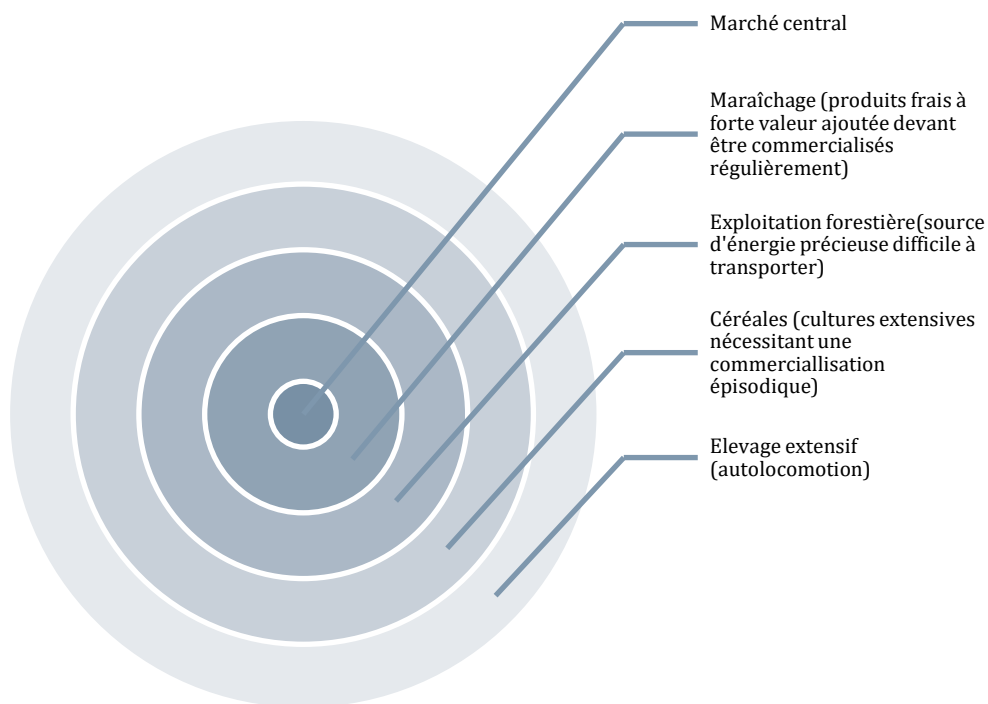 Marché central
Maraîchage (produits frais à
forte valeur ajoutée devant
être commercialisés
régulièrement)
Exploitation forestière(source
d'énergie précieuse difficile à
transporter)
Céréales (cultures extensives
nécessitant une
commerciallisation
épisodique)
Elevage extensif
(autolocomotion)